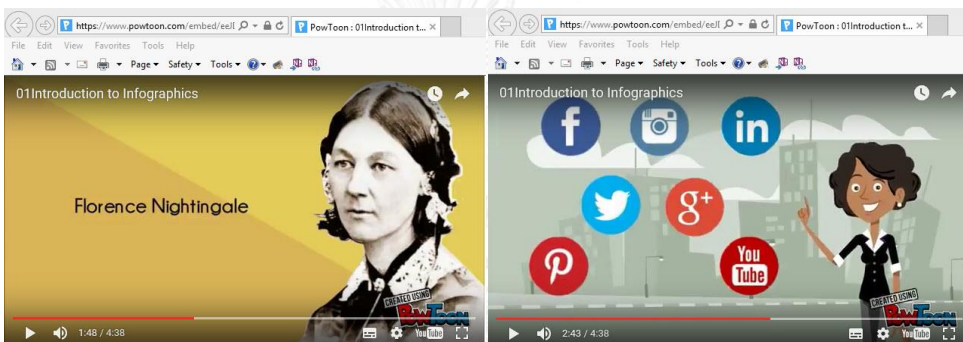 https://www.powtoon.com/embed/eeJl
PowToon : 01Introduction t...
File Edit View Favorites Tools Help
Page Safety Tools
01Introduction to Infographics
Florence Nightingale
CREATED USING
POWTOON
1:48 / 4:38
YouTube
https://www.powtoon.com/embed/eeJl
PowToon : 01Introduction t...
File Edit View Favorites Tools Help
Page Safety Tools
01Introduction to Infographics
f
in
g+
You
Tube
CREATED USING
POWTOON
2:43 / 4:38
YouTube